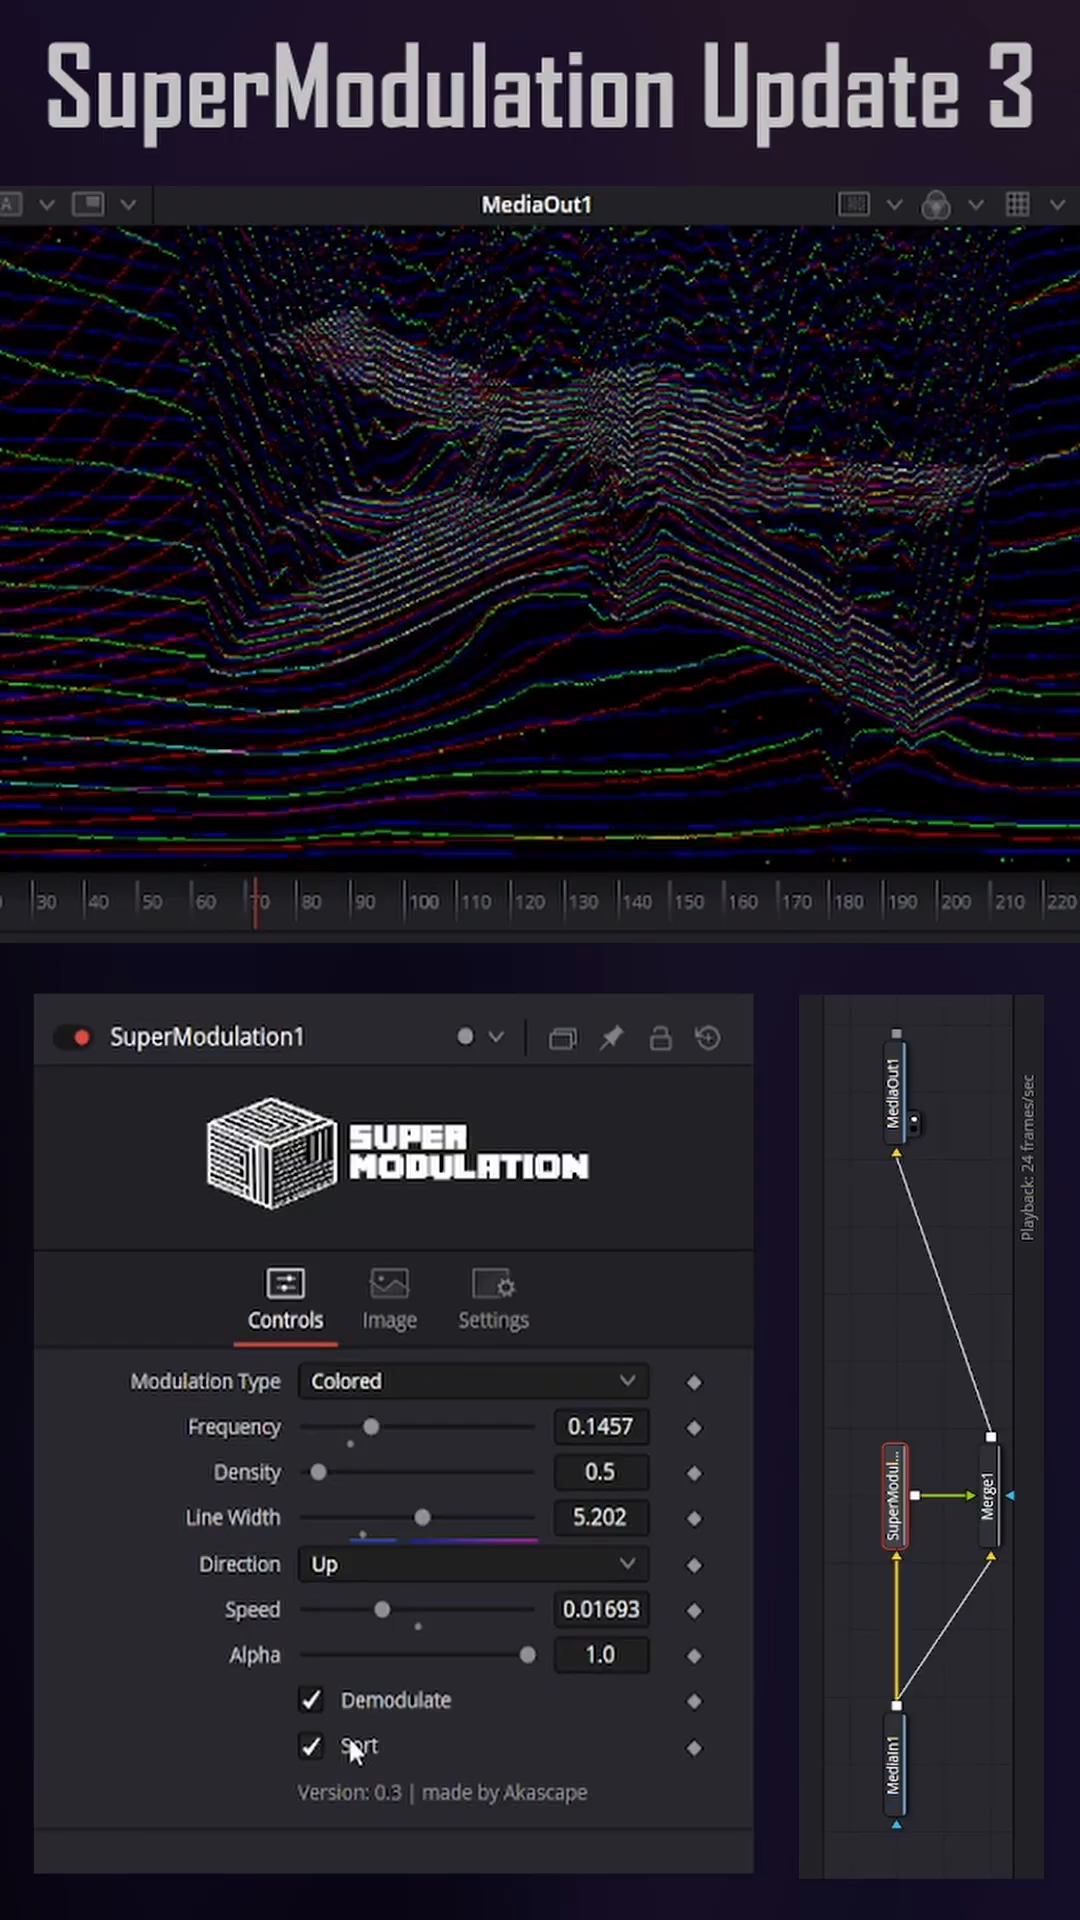 SuperModulation Update 3
A
MediaOut1
30 40 50 60 70 80 90 100 110 120 130 140 150 160 170 180 190 200 210 220
SuperModulation1
SUPER
MODULATION
Controls Image Settings
Modulation Type Colored
Frequency 0.1457
Density 0.5
Line Width 5.202
Direction Up
Speed 0.01693
Alpha 1.0
Demodulate
Sort
Version: 0.3 | made by Akascape
MediaOut1
Playback: 24 frames/sec
SuperModul...
Merge1
MediaIn1